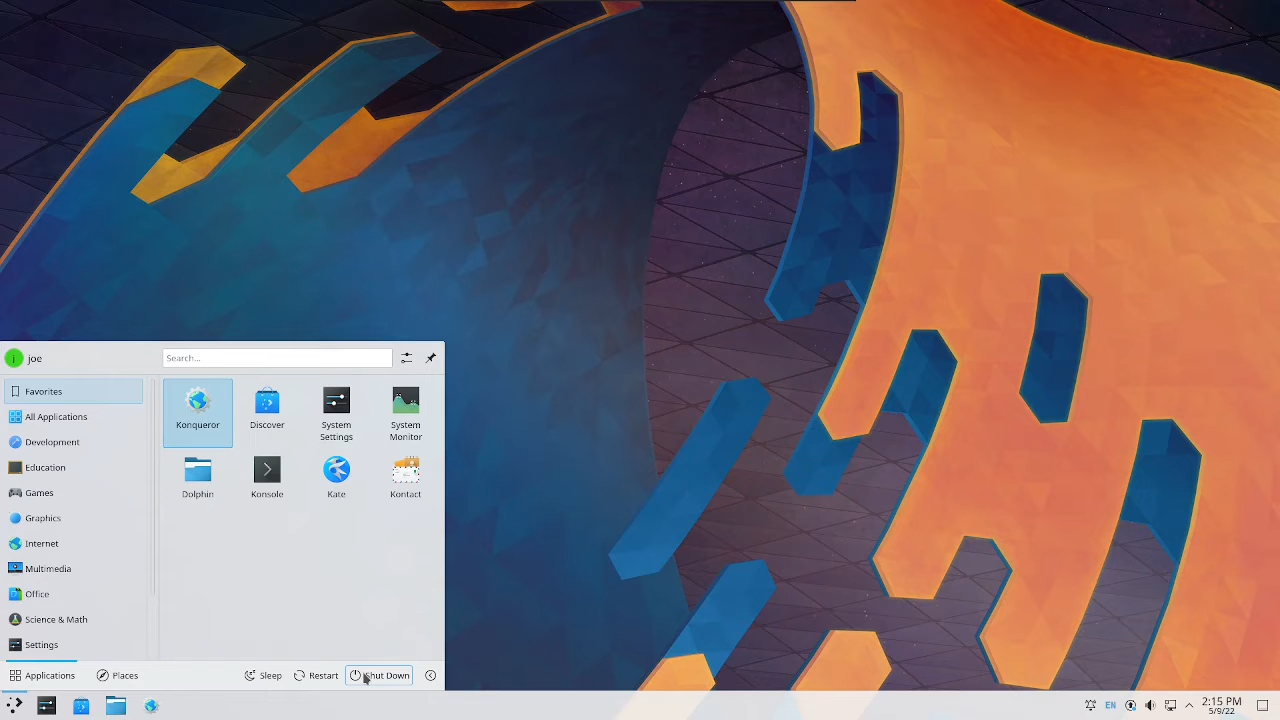 joe
Search...
Favorites
All Applications
Development
Education
Games
Graphics
Internet
Multimedia
Office
Science & Math
Settings
Konqueror
Discover
System
Settings
System
Monitor
Dolphin
Konsole
Kate
Kontact
Applications
Places
Sleep
Restart
Shut Down
EN
2:15 PM
5/9/22